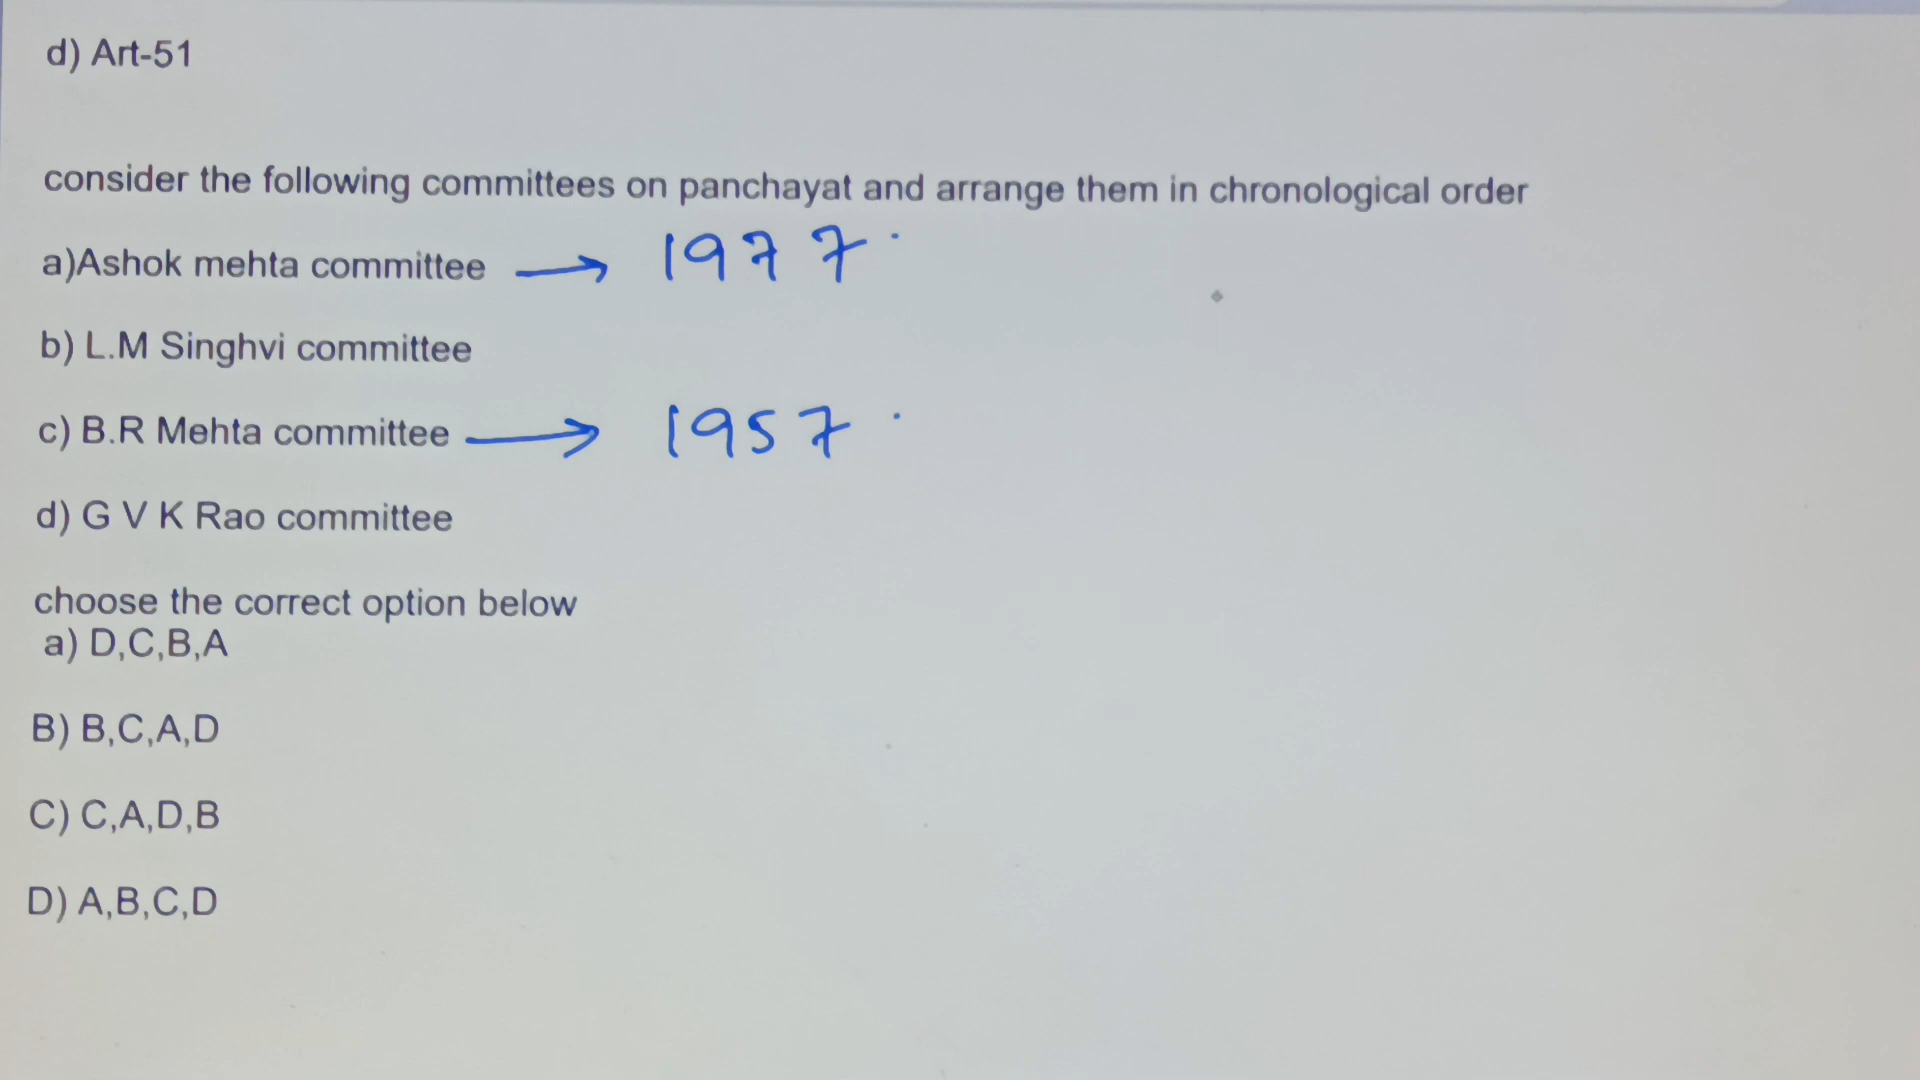 d) Art-51
consider the following committees on panchayat and arrange them in chronological order
a)Ashok mehta committee → 1977.
b) L.M Singhvi committee
c) B.R Mehta committee → 1957.
d) G V K Rao committee
choose the correct option below
a) D,C,B,A
B) B,C,A,D
C) C,A,D,B
D) A,B,C,D